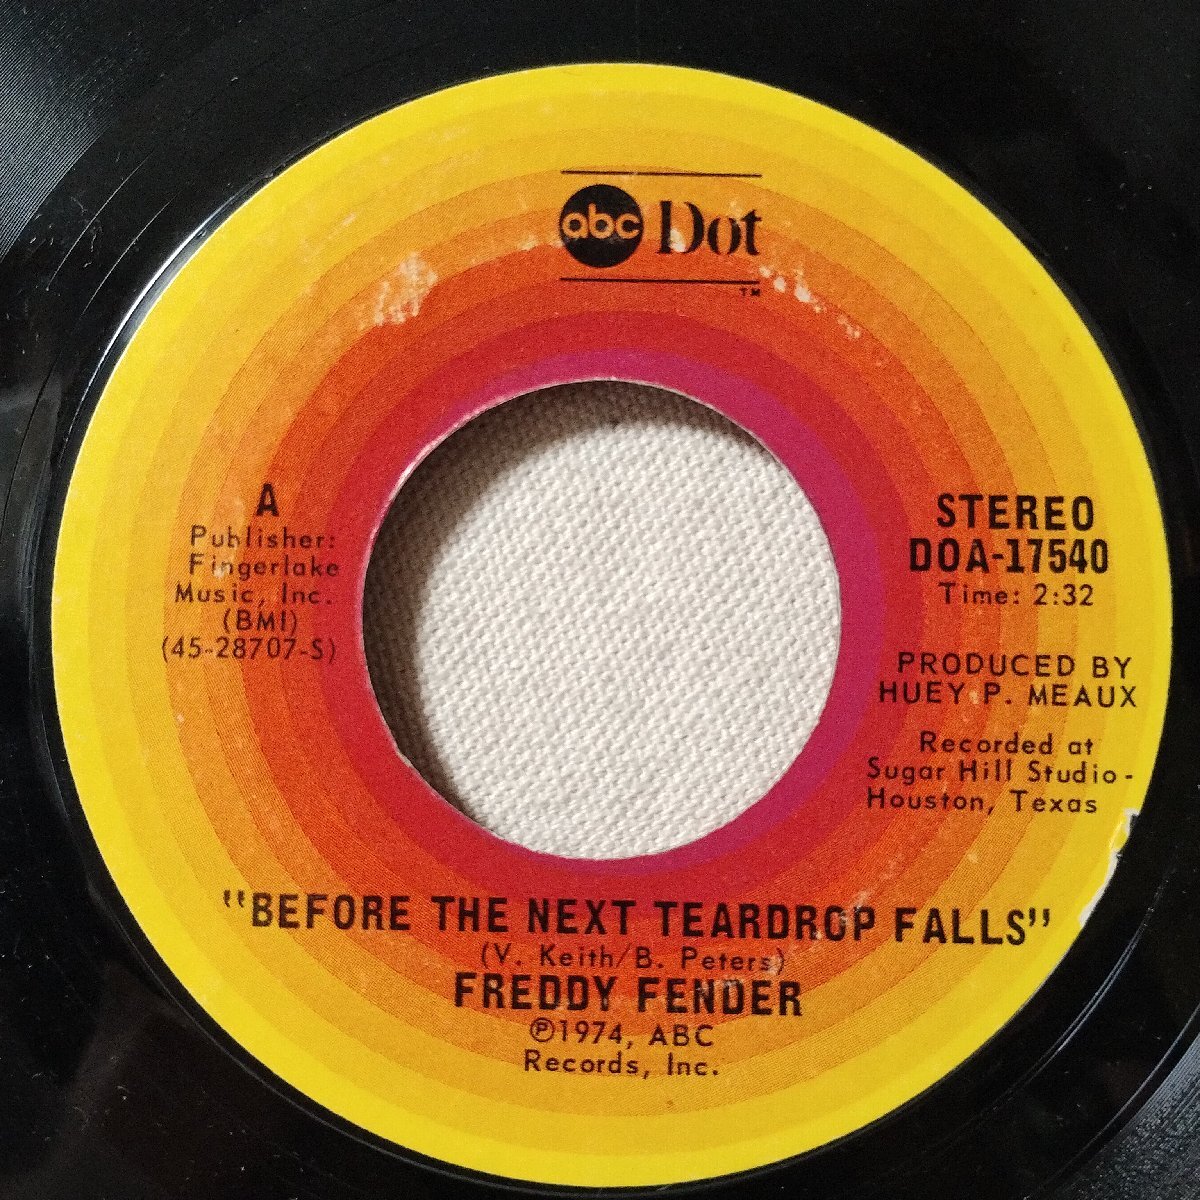 abc Dot
TM
A
Publisher:
Fingerlake
Music, Inc.
(BMI)
(45-28707-S)
STEREO
DOA-17540
Time: 2:32
PRODUCED BY
HUEY P. MEAUX
Recorded at
Sugar Hill Studio-
Houston, Texas
"BEFORE THE NEXT TEARDROP FALLS"
(V. Keith/B. Peters)
FREDDY FENDER
℗1974, ABC
Records, Inc.